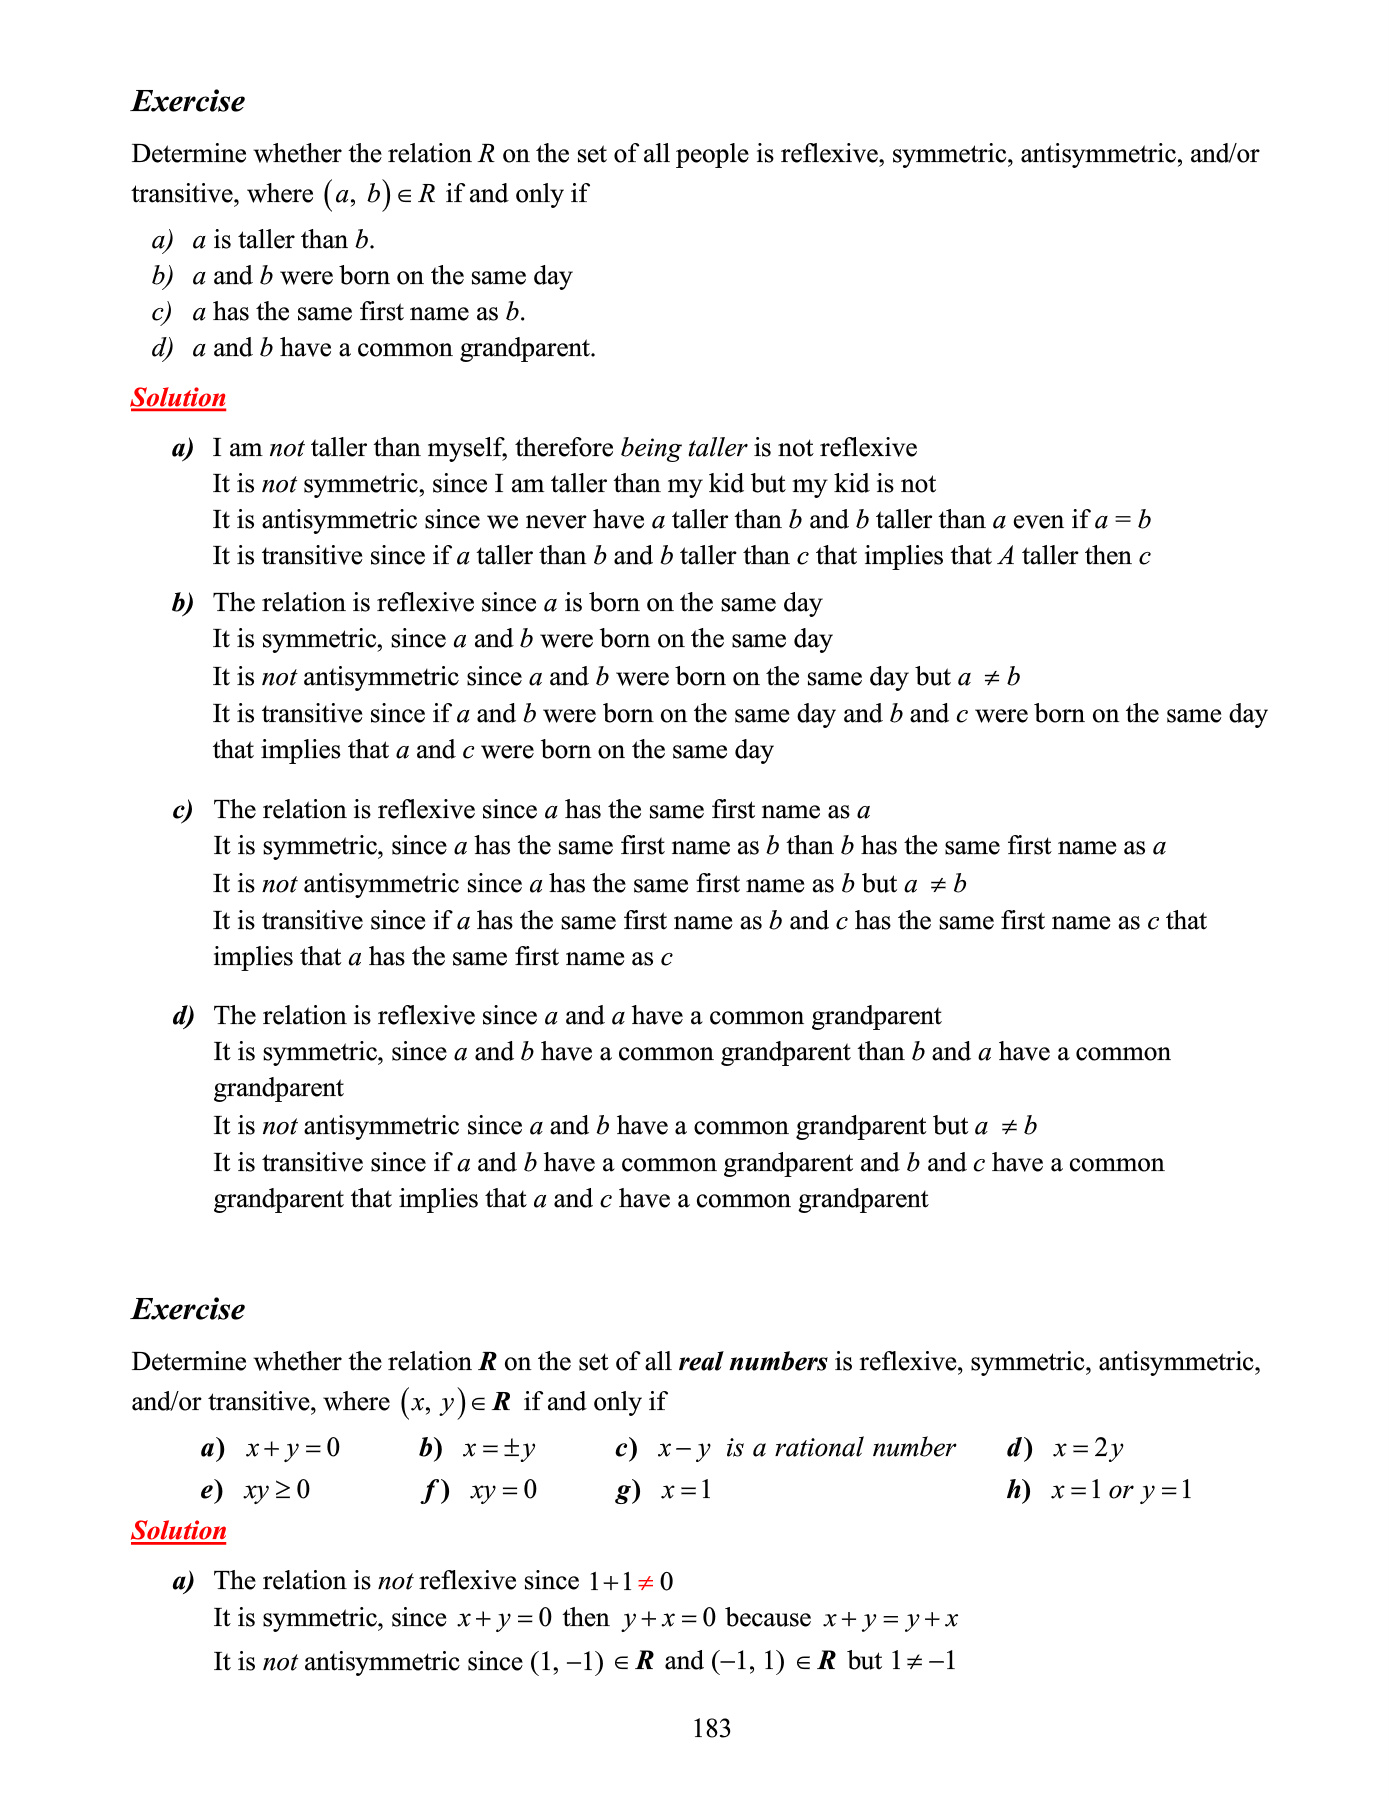 Exercise
Determine whether the relation R on the set of all people is reflexive, symmetric, antisymmetric, and/or
transitive, where (a, b) ∈ R if and only if
a) a is taller than b.
b) a and b were born on the same day
c) a has the same first name as b.
d) a and b have a common grandparent.
Solution
a) I am not taller than myself, therefore being taller is not reflexive
It is not symmetric, since I am taller than my kid but my kid is not
It is antisymmetric since we never have a taller than b and b taller than a even if a = b
It is transitive since if a taller than b and b taller than c that implies that A taller then c
b) The relation is reflexive since a is born on the same day
It is symmetric, since a and b were born on the same day
It is not antisymmetric since a and b were born on the same day but a ≠ b
It is transitive since if a and b were born on the same day and b and c were born on the same day
that implies that a and c were born on the same day
c) The relation is reflexive since a has the same first name as a
It is symmetric, since a has the same first name as b than b has the same first name as a
It is not antisymmetric since a has the same first name as b but a ≠ b
It is transitive since if a has the same first name as b and c has the same first name as c that
implies that a has the same first name as c
d) The relation is reflexive since a and a have a common grandparent
It is symmetric, since a and b have a common grandparent than b and a have a common
grandparent
It is not antisymmetric since a and b have a common grandparent but a ≠ b
It is transitive since if a and b have a common grandparent and b and c have a common
grandparent that implies that a and c have a common grandparent
Exercise
Determine whether the relation R on the set of all real numbers is reflexive, symmetric, antisymmetric,
and/or transitive, where (x, y) ∈ R if and only if
a) x + y = 0 b) x = ±y c) x − y is a rational number d) x = 2y
e) xy ≥ 0 f) xy = 0 g) x = 1 h) x = 1 or y = 1
Solution
a) The relation is not reflexive since 1+1 ≠ 0
It is symmetric, since x + y = 0 then y + x = 0 because x + y = y + x
It is not antisymmetric since (1, −1) ∈ R and (−1, 1) ∈ R but 1 ≠ −1
183